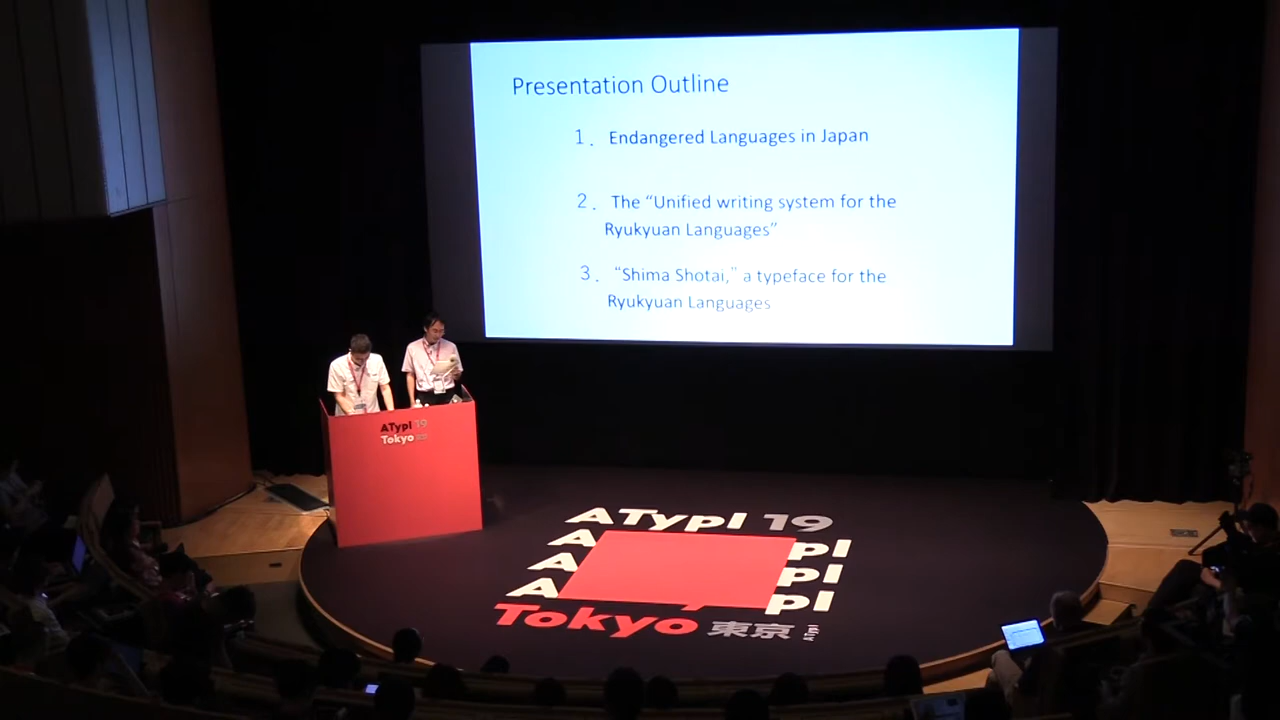 Presentation Outline
1. Endangered Languages in Japan
2. The “Unified writing system for the
Ryukyuan Languages”
3. “Shima Shotai,” a typeface for the
Ryukyuan Languages
ATypI 19
Tokyo
ATypI 19
A pI
A pI
A pI
Tokyo 東京 ATypI